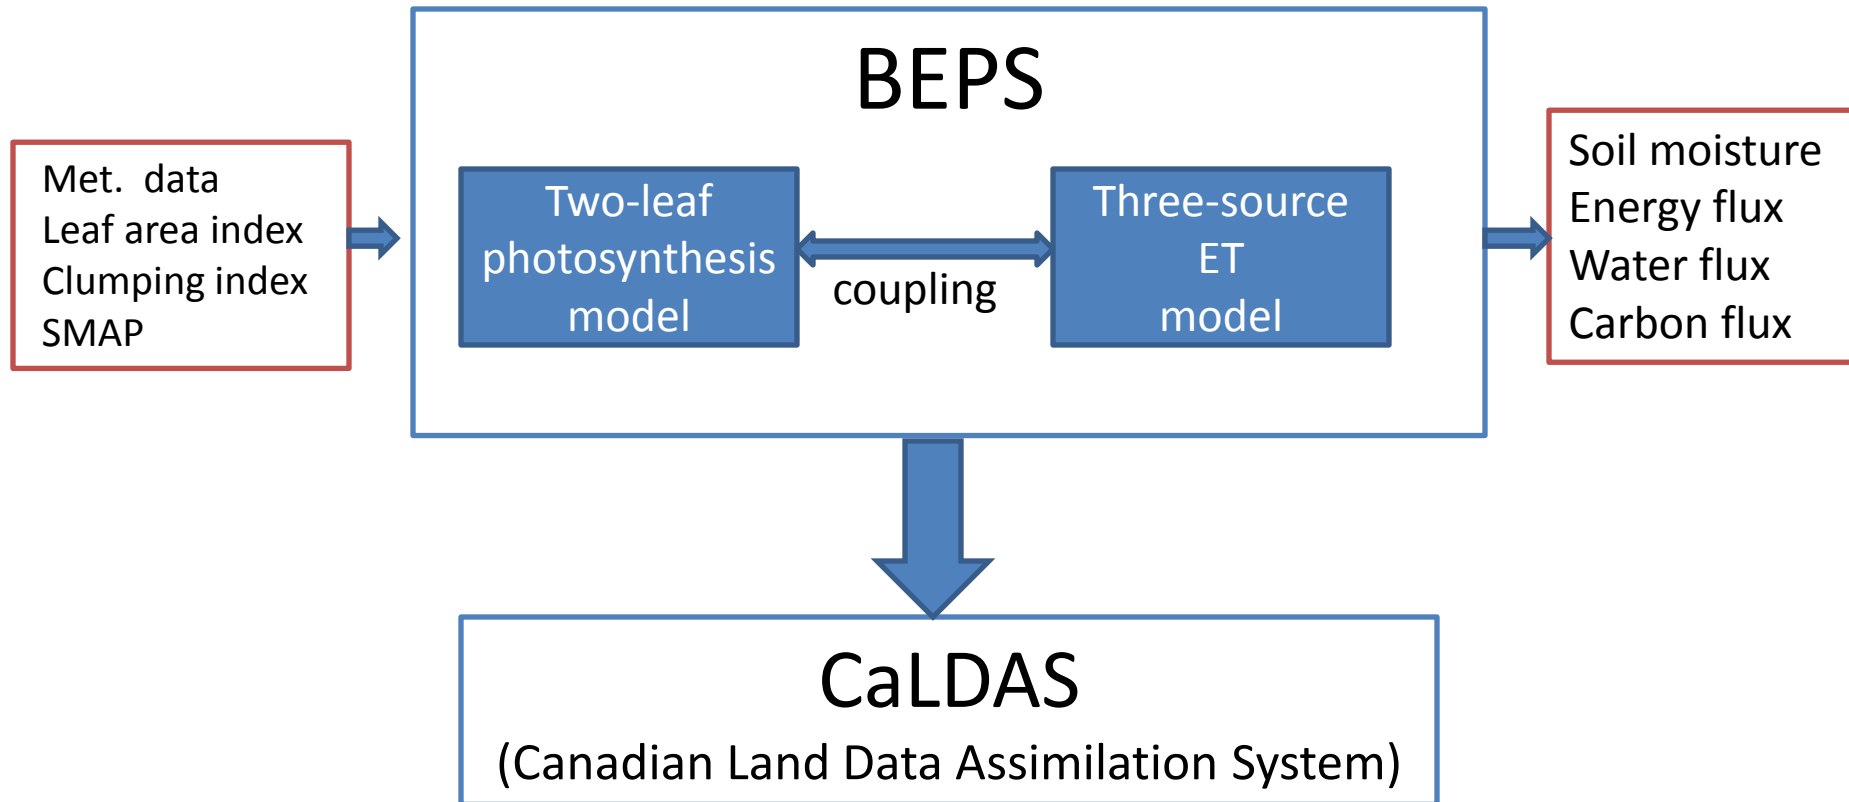 BEPS
Met. data
Leaf area index
Clumping index
SMAP
Two-leaf
photosynthesis
model
coupling
Three-source
ET
model
Soil moisture
Energy flux
Water flux
Carbon flux
CaLDAS
(Canadian Land Data Assimilation System)